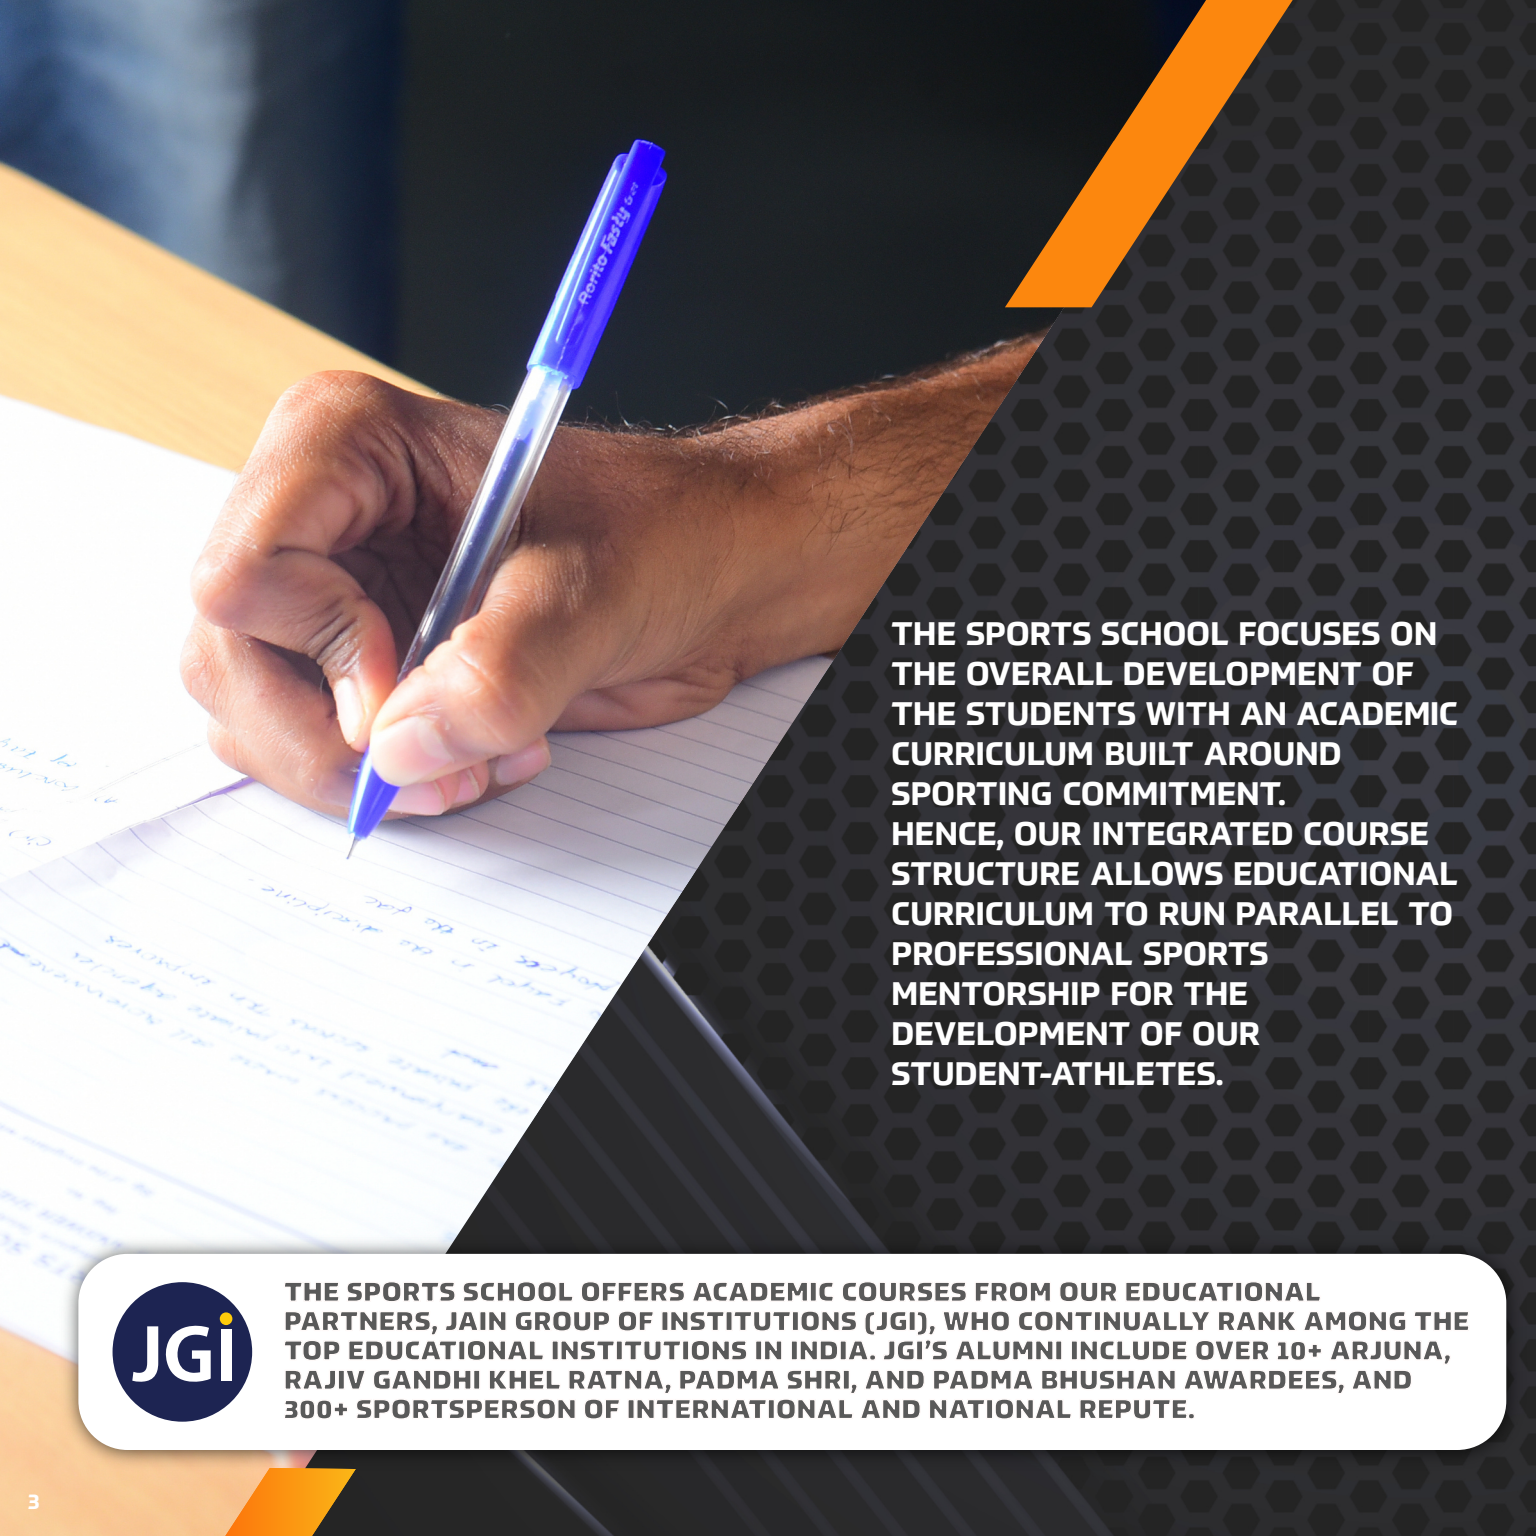 Rorito Fasty
THE SPORTS SCHOOL FOCUSES ON
THE OVERALL DEVELOPMENT OF
THE STUDENTS WITH AN ACADEMIC
CURRICULUM BUILT AROUND
SPORTING COMMITMENT.
HENCE, OUR INTEGRATED COURSE
STRUCTURE ALLOWS EDUCATIONAL
CURRICULUM TO RUN PARALLEL TO
PROFESSIONAL SPORTS
MENTORSHIP FOR THE
DEVELOPMENT OF OUR
STUDENT-ATHLETES.
JGi
THE SPORTS SCHOOL OFFERS ACADEMIC COURSES FROM OUR EDUCATIONAL
PARTNERS, JAIN GROUP OF INSTITUTIONS (JGI), WHO CONTINUALLY RANK AMONG THE
TOP EDUCATIONAL INSTITUTIONS IN INDIA. JGI’S ALUMNI INCLUDE OVER 10+ ARJUNA,
RAJIV GANDHI KHEL RATNA, PADMA SHRI, AND PADMA BHUSHAN AWARDEES, AND
300+ SPORTSPERSON OF INTERNATIONAL AND NATIONAL REPUTE.
3